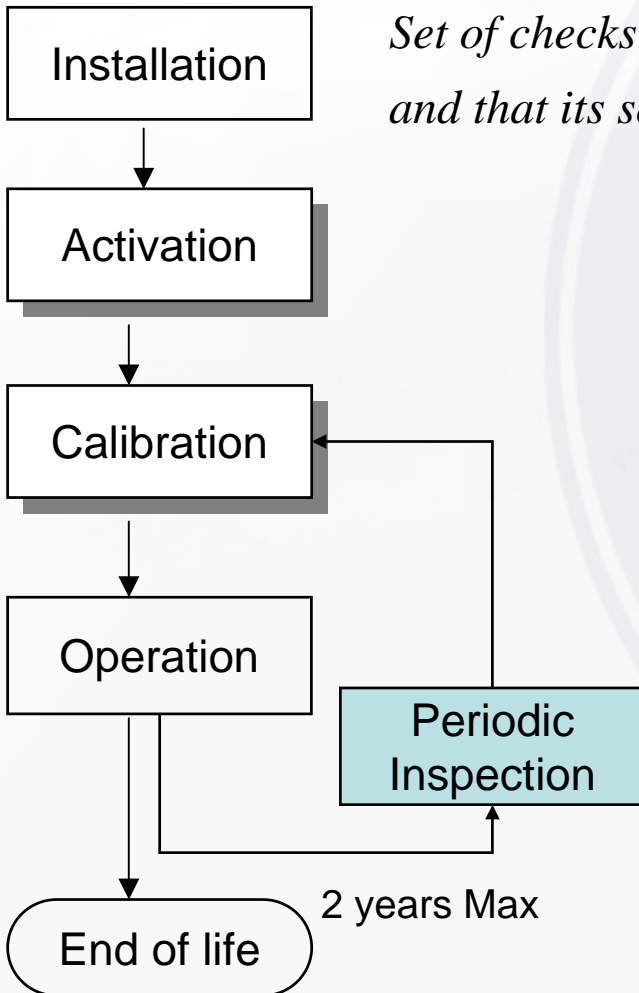 Installation
Set of checks
and that its
Activation
Calibration
Operation
Periodic
Inspection
2 years Max
End of life